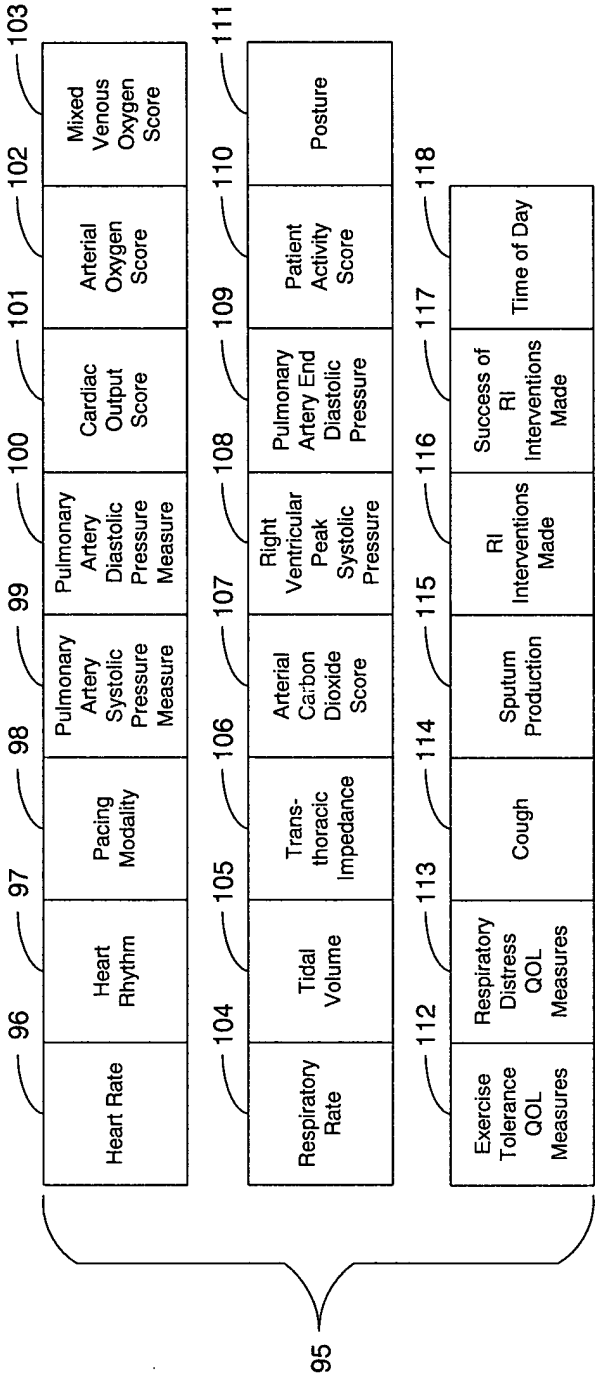 95
96
Heart Rate
97
Heart
Rhythm
98
Pacing
Modality
99
Pulmonary
Artery
Systolic
Pressure
Measure
100
Pulmonary
Artery
Diastolic
Pressure
Measure
101
Cardiac
Output
Score
102
Arterial
Oxygen
Score
103
Mixed
Venous
Oxygen
Score
104
Respiratory
Rate
105
Tidal
Volume
106
Trans-
thoracic
Impedance
107
Arterial
Carbon
Dioxide
Score
108
Right
Ventricular
Peak
Systolic
Pressure
109
Pulmonary
Artery End
Diastolic
Pressure
110
Patient
Activity
Score
111
Posture
112
Exercise
Tolerance
QOL
Measures
113
Respiratory
Distress
QOL
Measures
114
Cough
115
Sputum
Production
116
RI
Interventions
Made
117
Success of
RI
Interventions
Made
118
Time of Day